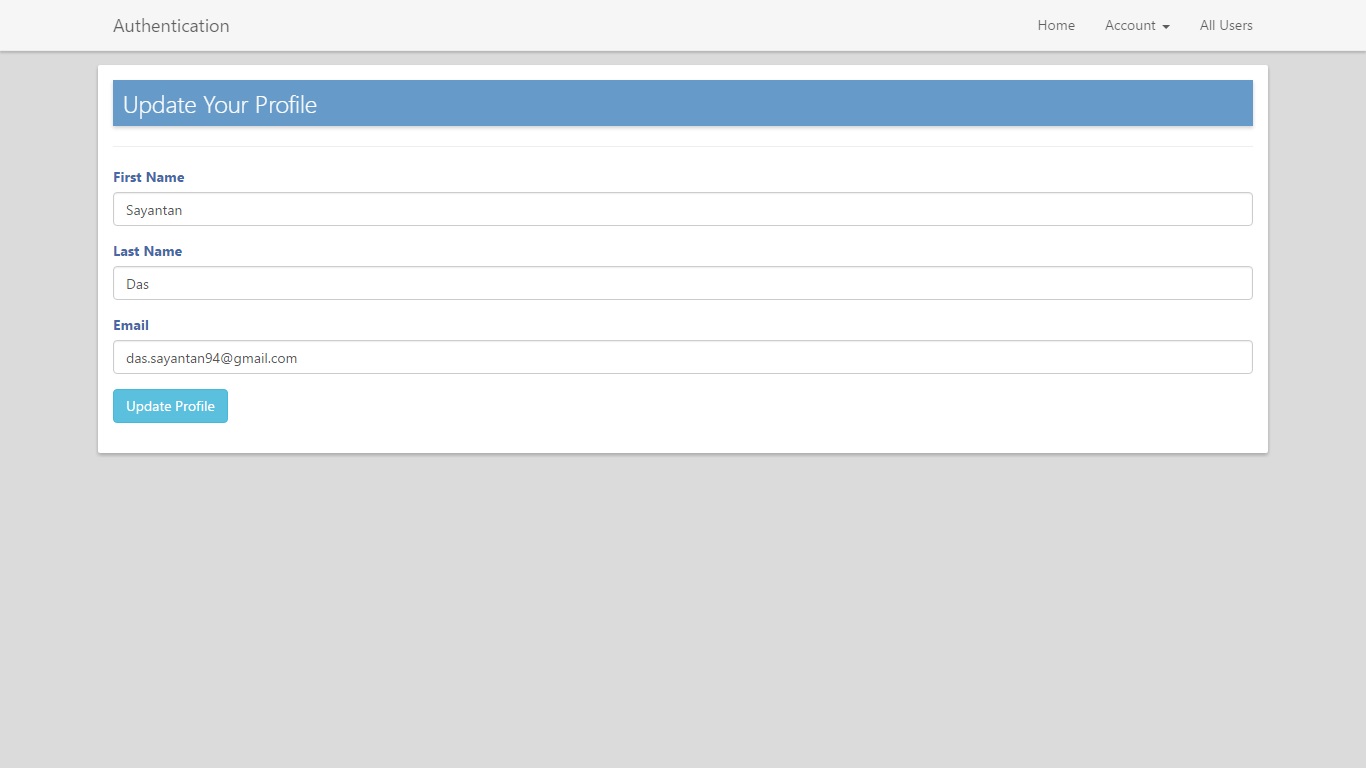 Authentication Home Account All Users
Update Your Profile
First Name
Sayantan
Last Name
Das
Email
das.sayantan94@gmail.com
Update Profile